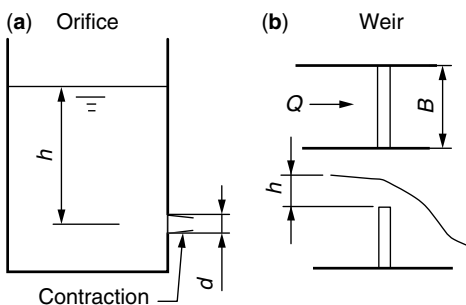 (a) Orifice
h
d
Contraction
(b) Weir
Q
B
h